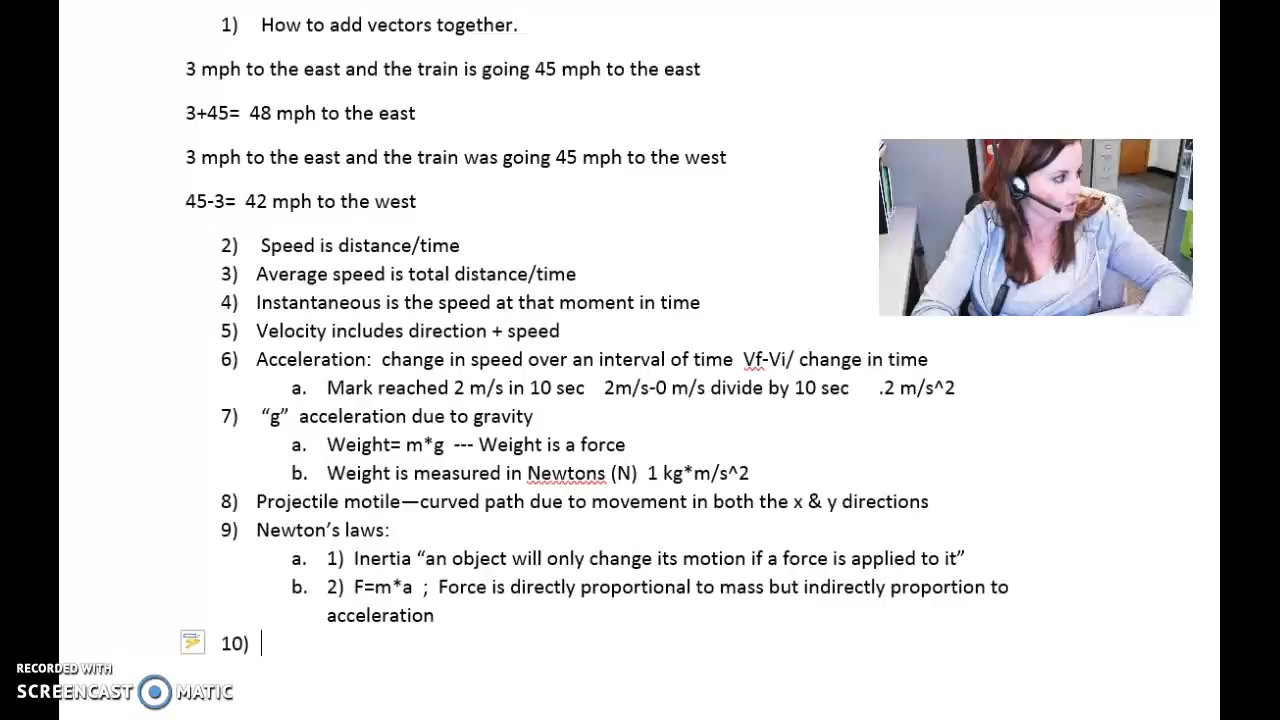 1) How to add vectors together.
3 mph to the east and the train is going 45 mph to the east
3+45= 48 mph to the east
3 mph to the east and the train was going 45 mph to the west
45-3= 42 mph to the west
2) Speed is distance/time
3) Average speed is total distance/time
4) Instantaneous is the speed at that moment in time
5) Velocity includes direction + speed
6) Acceleration: change in speed over an interval of time Vf-Vi/ change in time
a. Mark reached 2 m/s in 10 sec 2m/s-0 m/s divide by 10 sec .2 m/s^2
7) “g” acceleration due to gravity
a. Weight= m*g --- Weight is a force
b. Weight is measured in Newtons (N) 1 kg*m/s^2
8) Projectile motile—curved path due to movement in both the x & y directions
9) Newton’s laws:
a. 1) Inertia “an object will only change its motion if a force is applied to it”
b. 2) F=m*a ; Force is directly proportional to mass but indirectly proportion to
acceleration
10)
RECORDED WITH
SCREENCAST MATIC